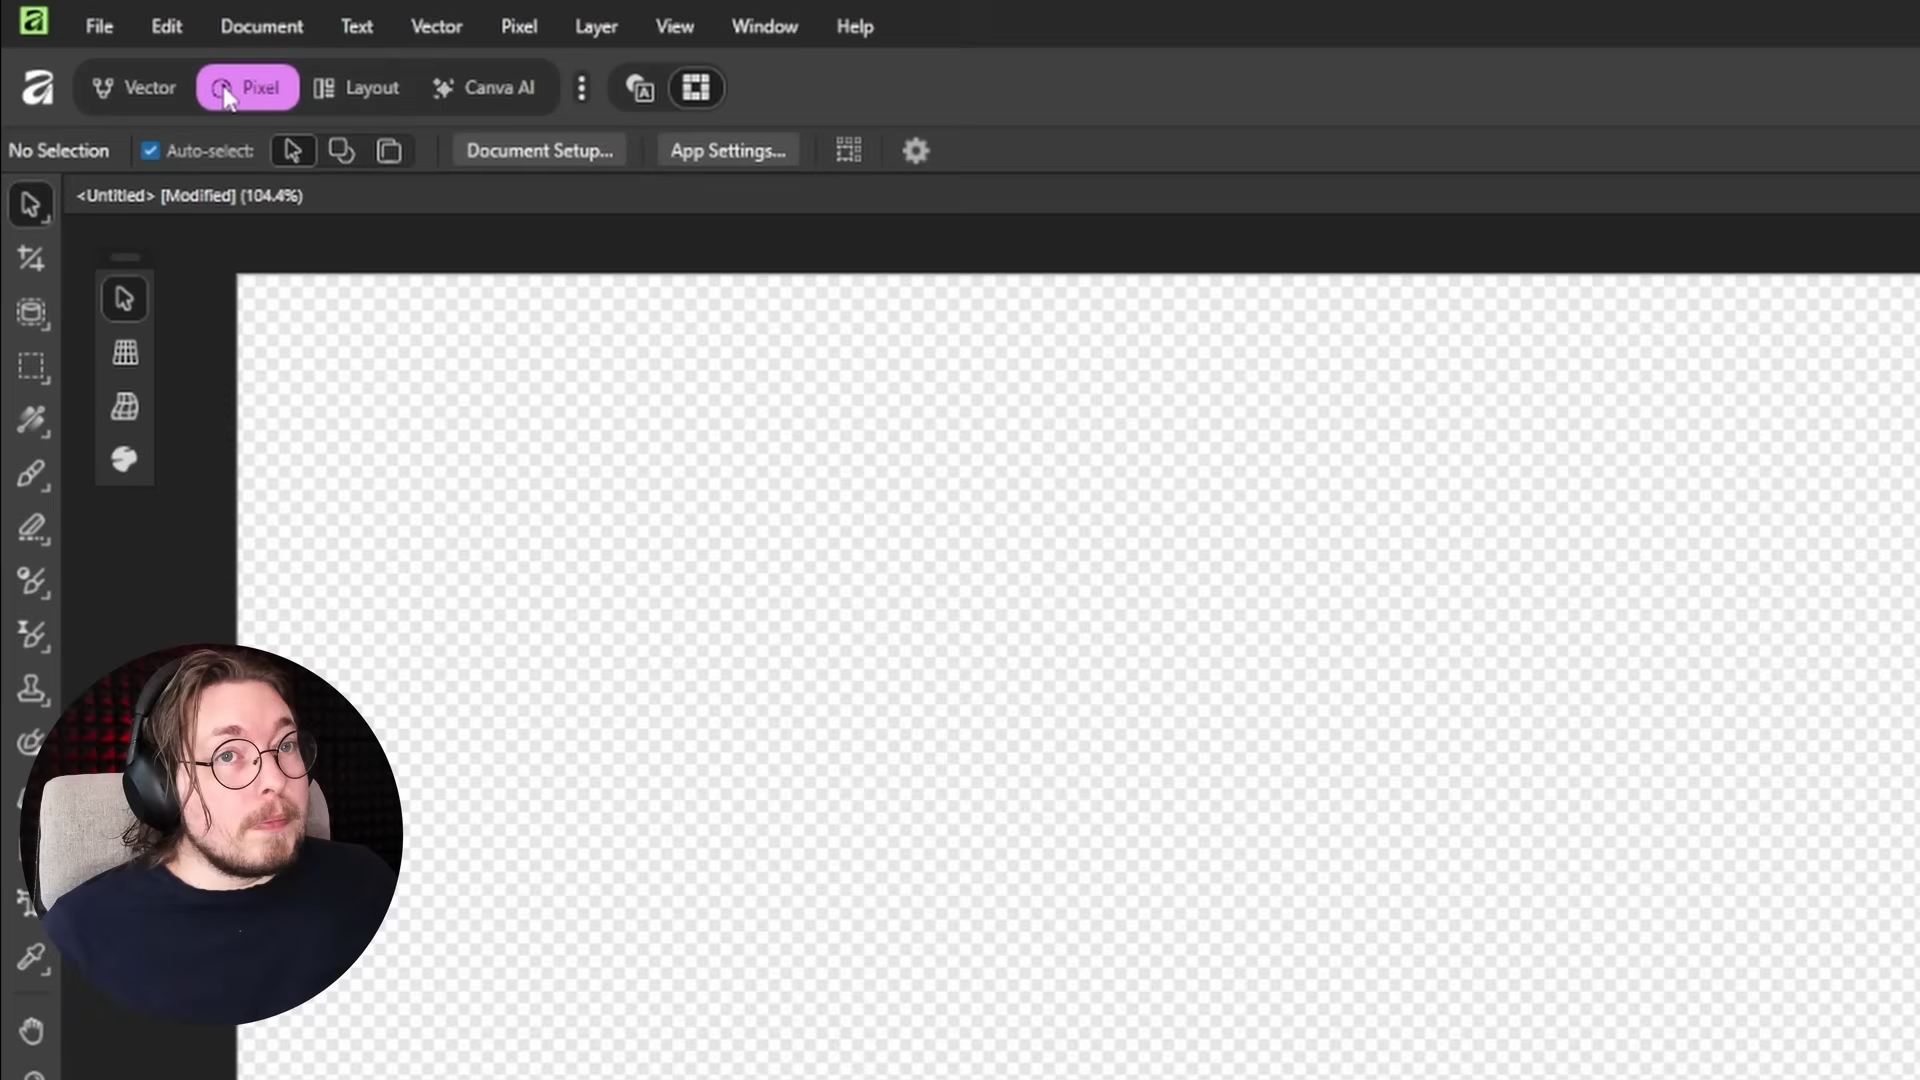 File Edit Document Text Vector Pixel Layer View Window Help
Vector Pixel Layout Canva AI
No Selection Auto-select: Document Setup... App Settings...
<Untitled> [Modified] (104.4%)